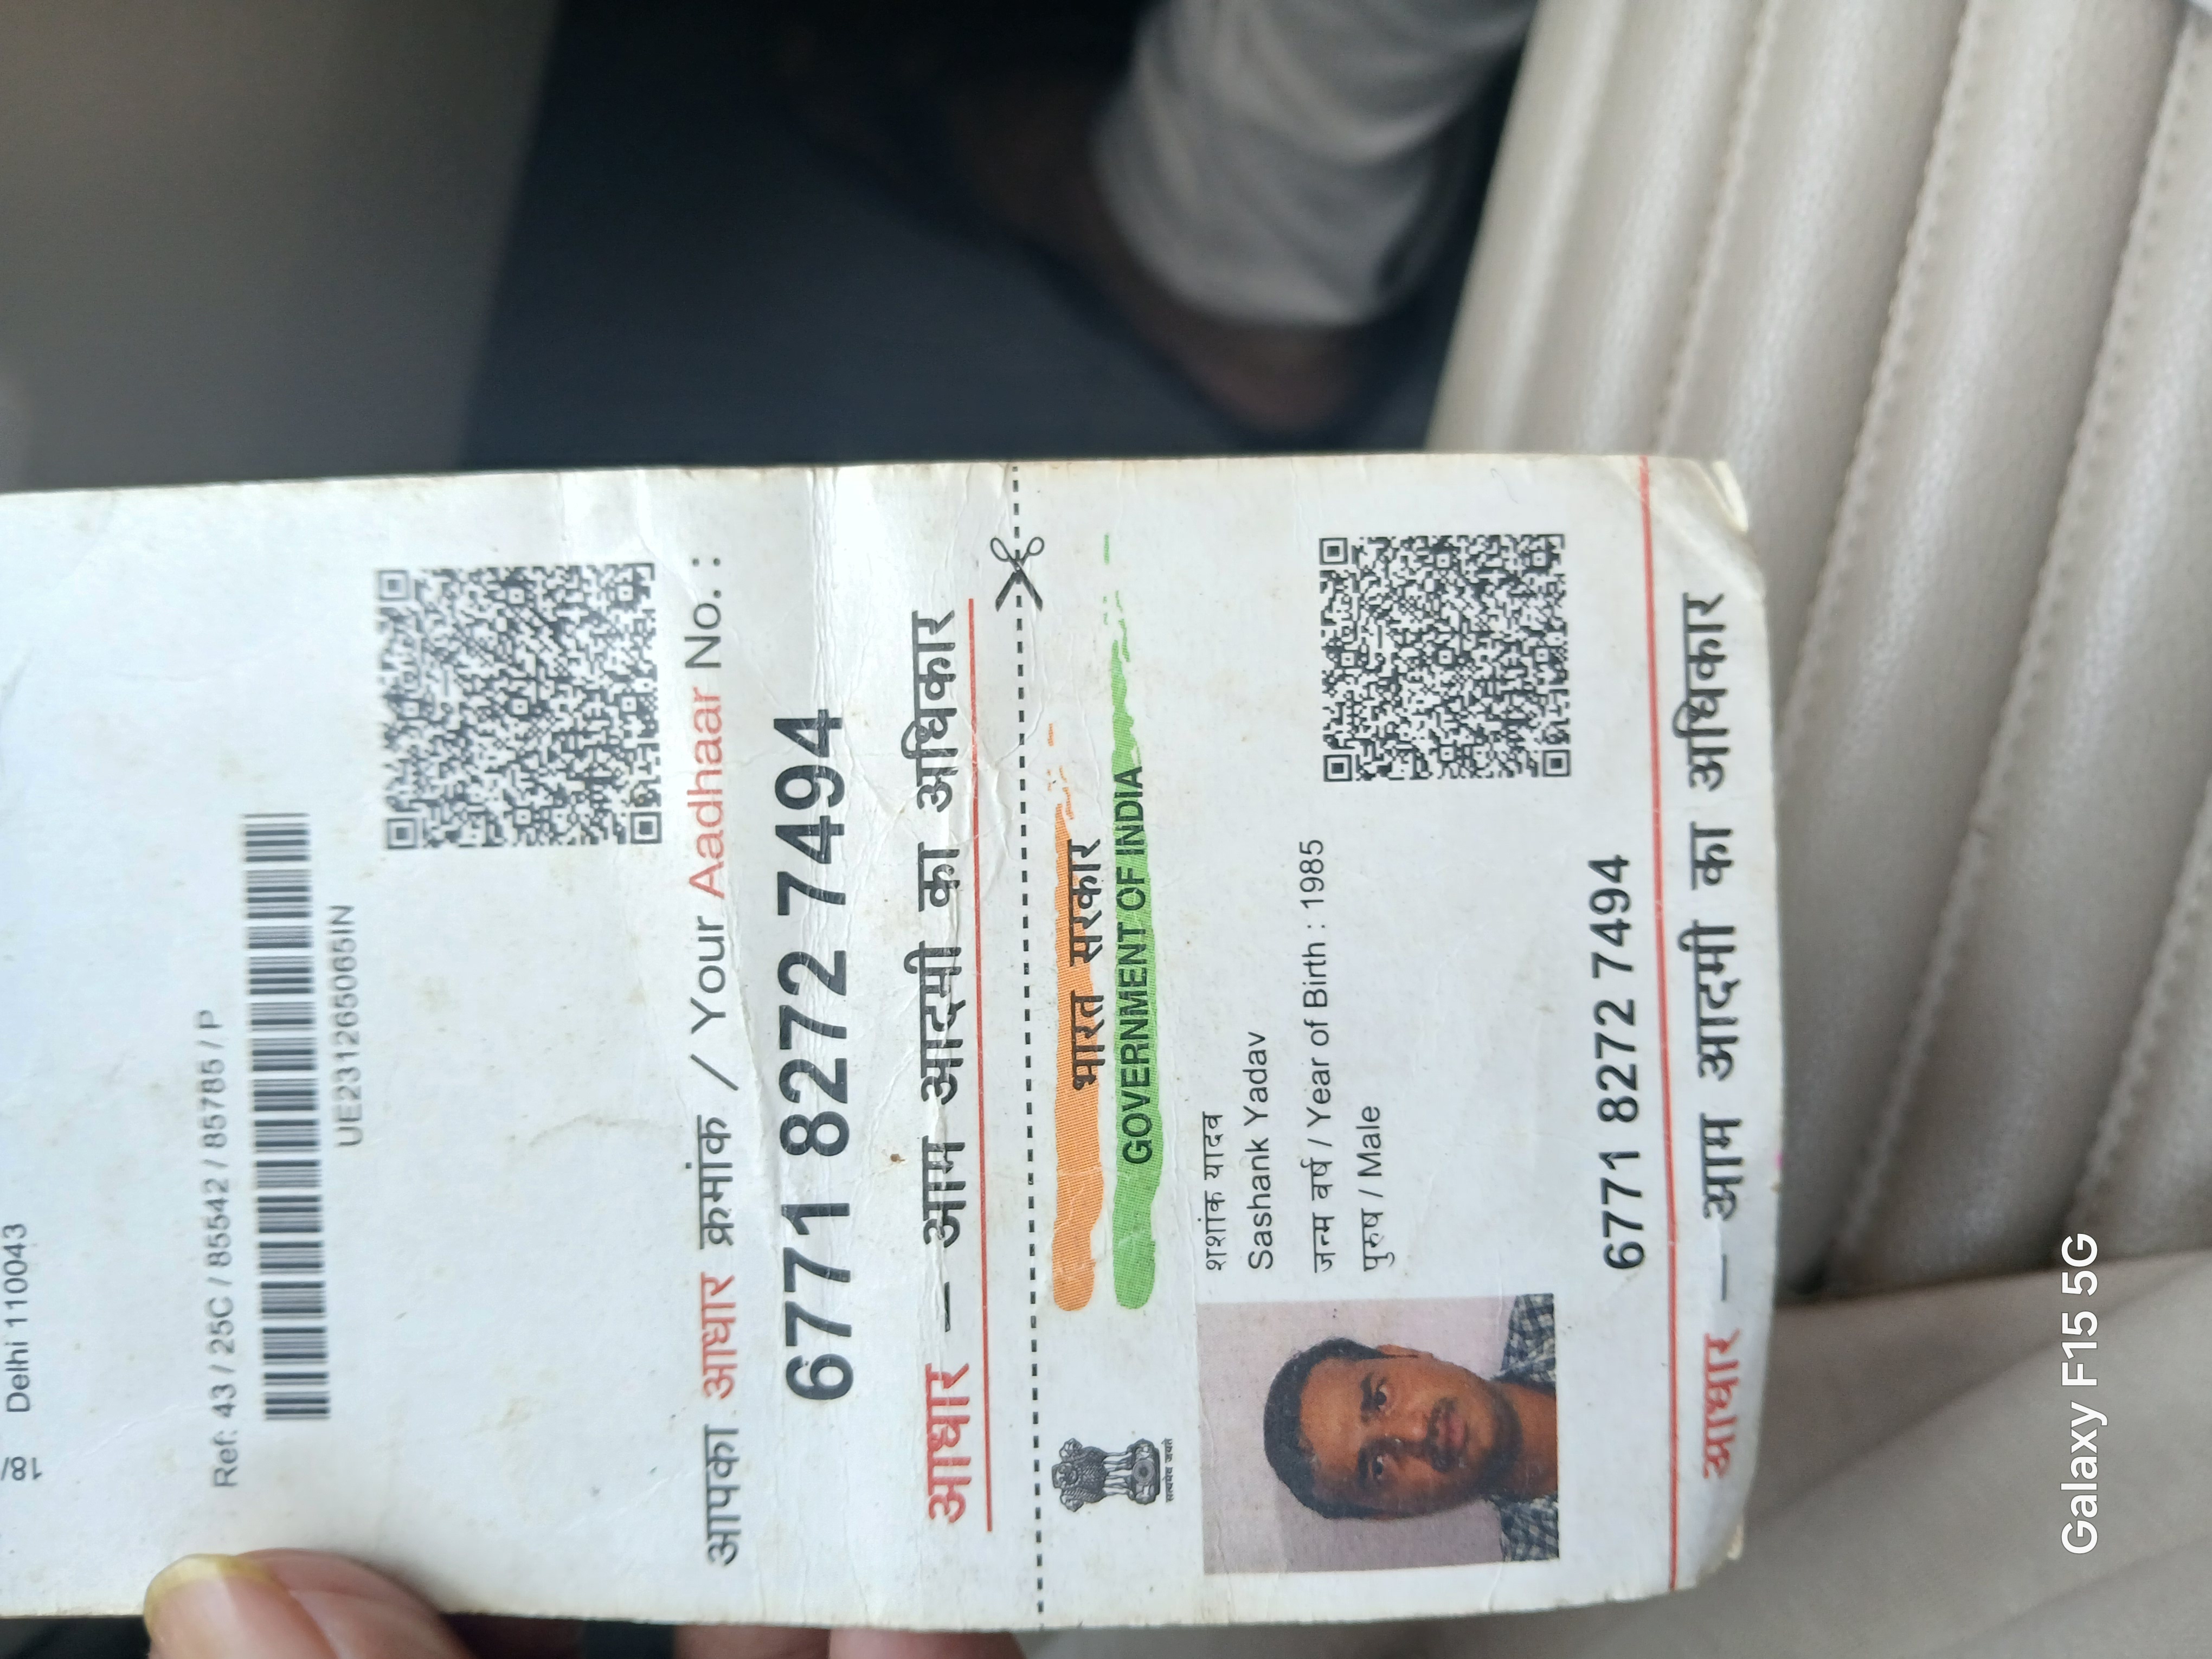 18/
Delhi 110043
Ref: 43 / 25C / 85542 / 85785 / P
UE231265065IN
आपका आधार क्रमांक / Your Aadhaar No. :
6771 8272 7494
आधार – आम आदमी का अधिकार
सत्यमेव जयते
भारत सरकार
GOVERNMENT OF INDIA
शशांक यादव
Sashank Yadav
जन्म वर्ष / Year of Birth : 1985
पुरुष / Male
6771 8272 7494
आधार – आम आदमी का अधिकार
Galaxy F15 5G